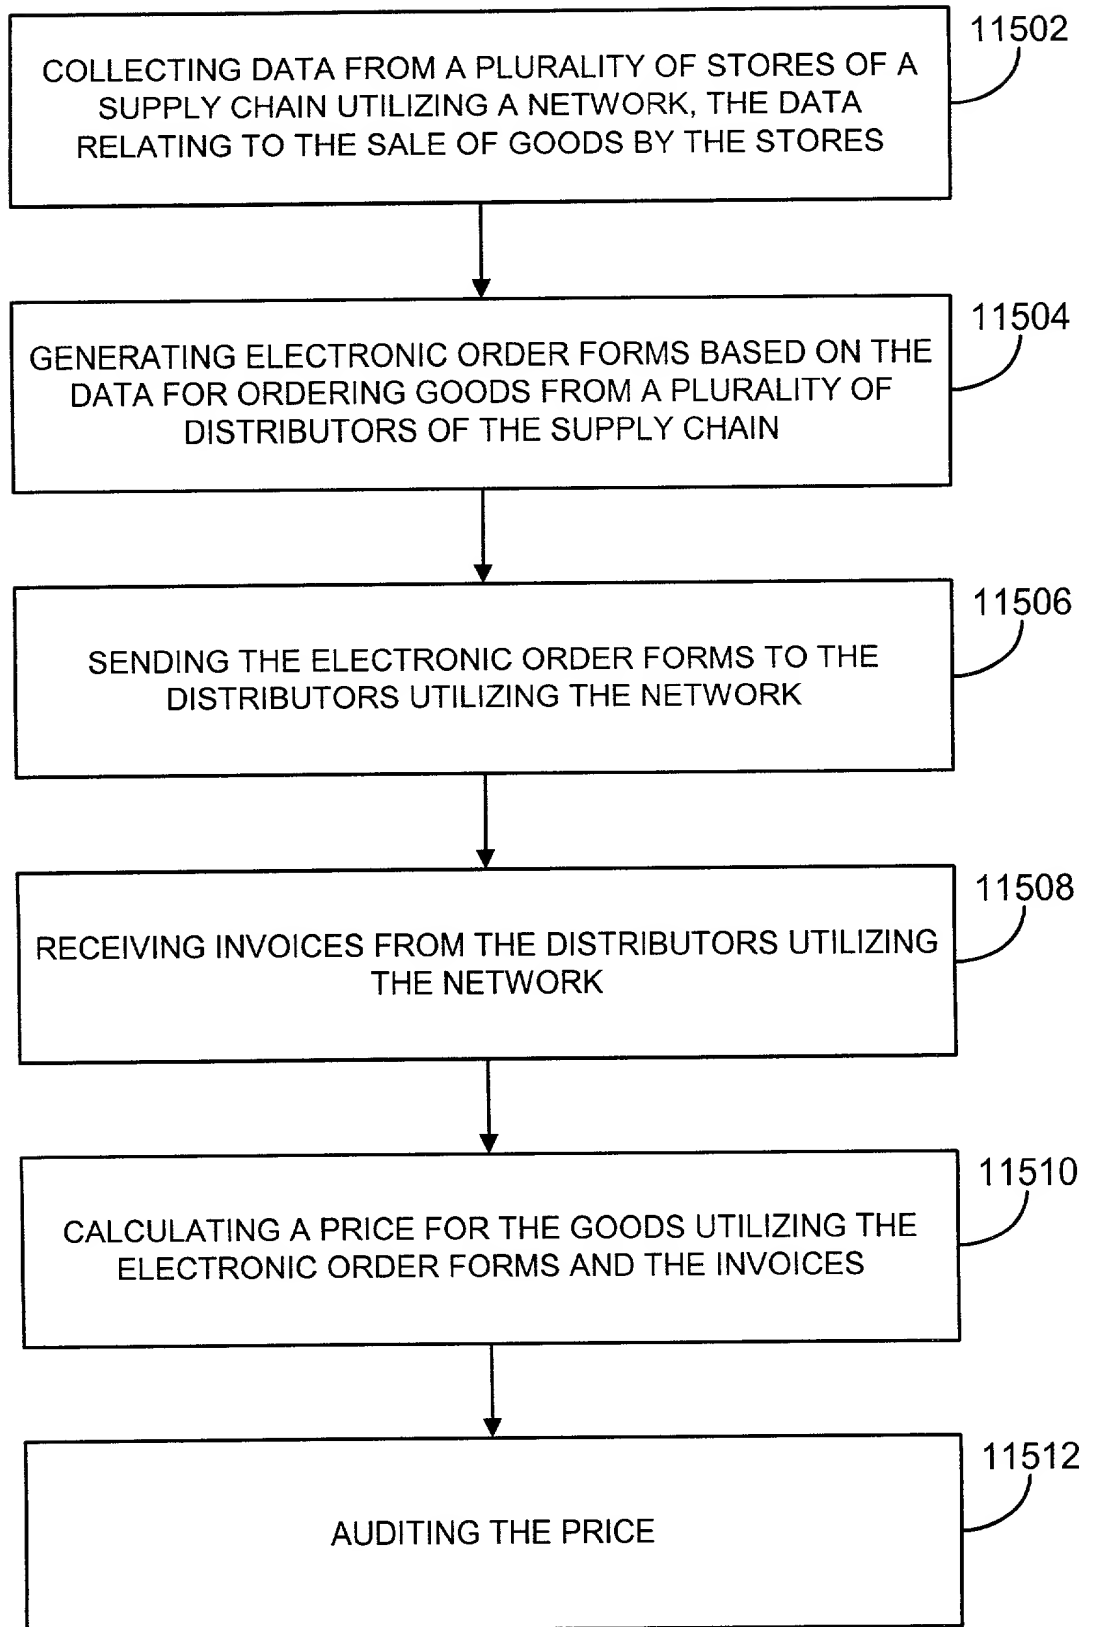 11502
COLLECTING DATA FROM A PLURALITY OF STORES OF A
SUPPLY CHAIN UTILIZING A NETWORK, THE DATA
RELATING TO THE SALE OF GOODS BY THE STORES
11504
GENERATING ELECTRONIC ORDER FORMS BASED ON THE
DATA FOR ORDERING GOODS FROM A PLURALITY OF
DISTRIBUTORS OF THE SUPPLY CHAIN
11506
SENDING THE ELECTRONIC ORDER FORMS TO THE
DISTRIBUTORS UTILIZING THE NETWORK
11508
RECEIVING INVOICES FROM THE DISTRIBUTORS UTILIZING
THE NETWORK
11510
CALCULATING A PRICE FOR THE GOODS UTILIZING THE
ELECTRONIC ORDER FORMS AND THE INVOICES
11512
AUDITING THE PRICE